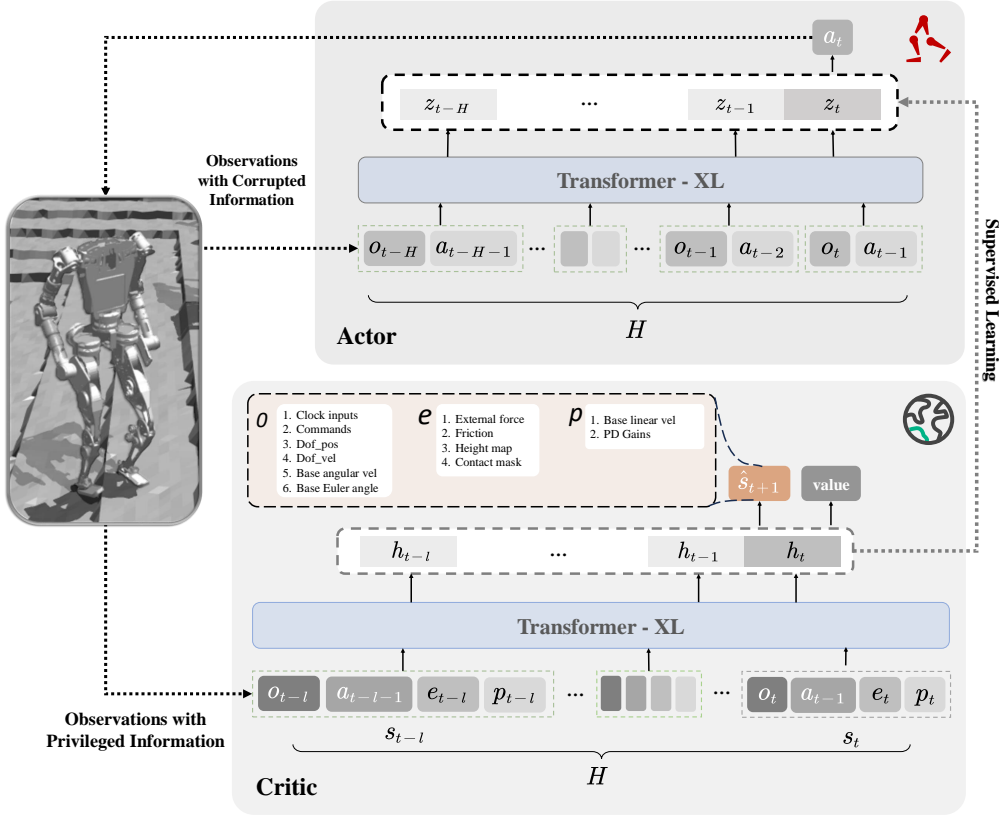 a_t
z_{t-H} ... z_{t-1} z_t
Observations
with Corrupted
Information
Transformer - XL
o_{t-H} a_{t-H-1} ... ... o_{t-1} a_{t-2} o_t a_{t-1}
H
Actor
Supervised Learning
o
1. Clock inputs
2. Commands
3. Dof_pos
4. Dof_vel
5. Base angular vel
6. Base Euler angle
e
1. External force
2. Friction
3. Height map
4. Contact mask
p
1. Base linear vel
2. PD Gains
ŝ_{t+1} value
h_{t-l} ... h_{t-1} h_t
Transformer - XL
o_{t-l} a_{t-l-1} e_{t-l} p_{t-l} ... ... o_t a_{t-1} e_t p_t
Observations with
Privileged Information
s_{t-l} s_t
H
Critic